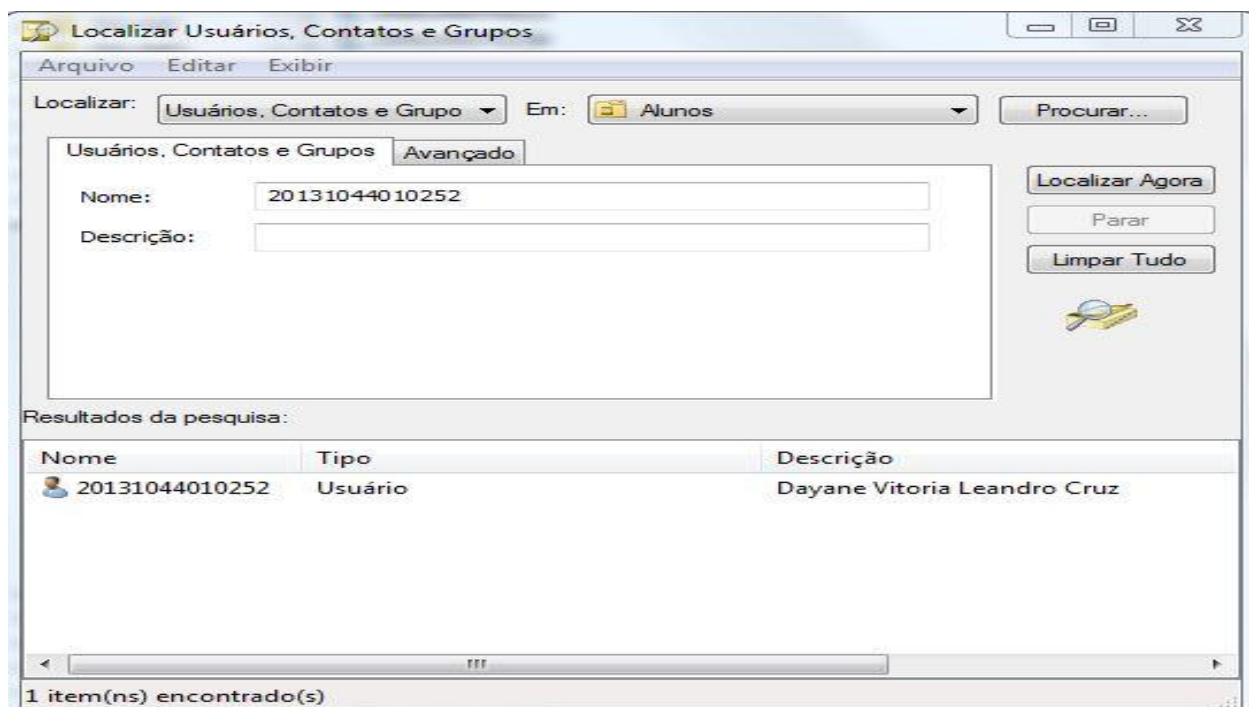 Localizar Usuários, Contatos e Grupos
Arquivo Editar Exibir
Localizar: Usuários, Contatos e Grupo Em: Alunos Procurar...
Usuários, Contatos e Grupos Avançado
Localizar Agora
Nome: 20131044010252
Parar
Descrição:
Limpar Tudo
Resultados da pesquisa:
Nome Tipo Descrição
20131044010252 Usuário Dayane Vitoria Leandro Cruz
1 item(ns) encontrado(s)